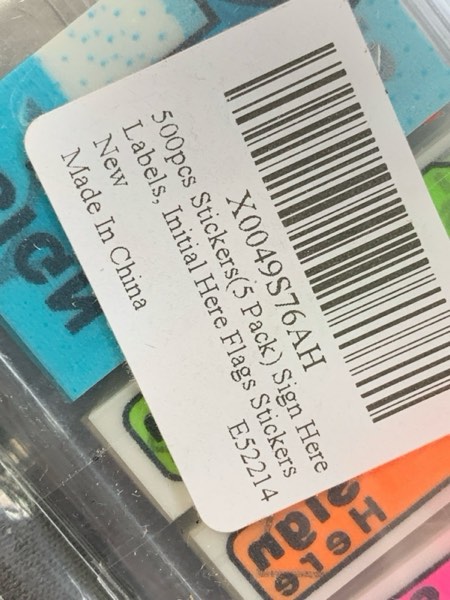 X0049S76AH
500pcs Stickers(5 Pack) Sign Here
Labels, Initial Here Flags Stickers
New E52214
Made In China
sign
sign
Here